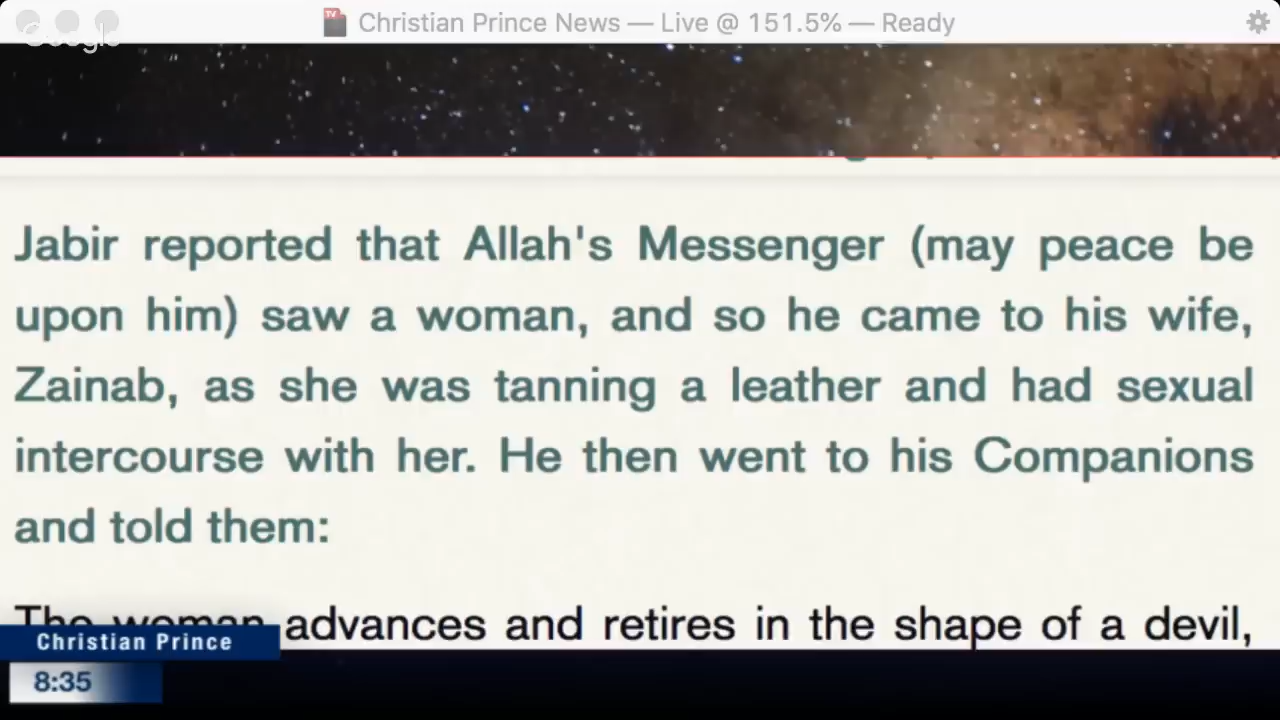 Christian Prince News — Live @ 151.5% — Ready
Google
Jabir reported that Allah's Messenger (may peace be
upon him) saw a woman, and so he came to his wife,
Zainab, as she was tanning a leather and had sexual
intercourse with her. He then went to his Companions
and told them:
The woman advances and retires in the shape of a devil,
Christian Prince
8:35